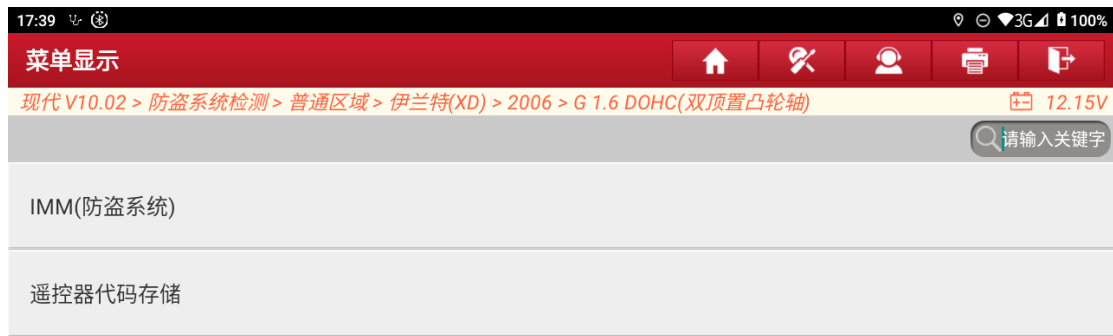 17:39 3G 100%
菜单显示
现代 V10.02 > 防盗系统检测 > 普通区域 > 伊兰特(XD) > 2006 > G 1.6 DOHC(双顶置凸轮轴) 12.15V
请输入关键字
IMM(防盗系统)
遥控器代码存储